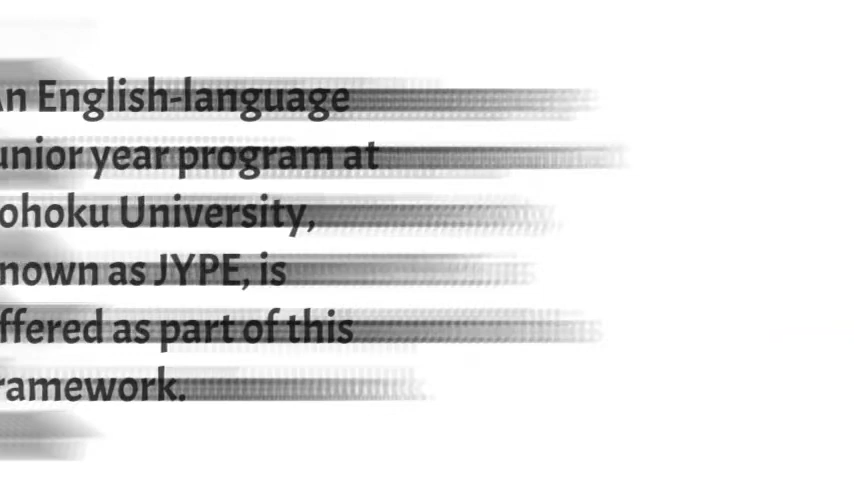 An English-language
unior year program at
ohoku University,
nown as JYPE, is
ffered as part of this
ramework.